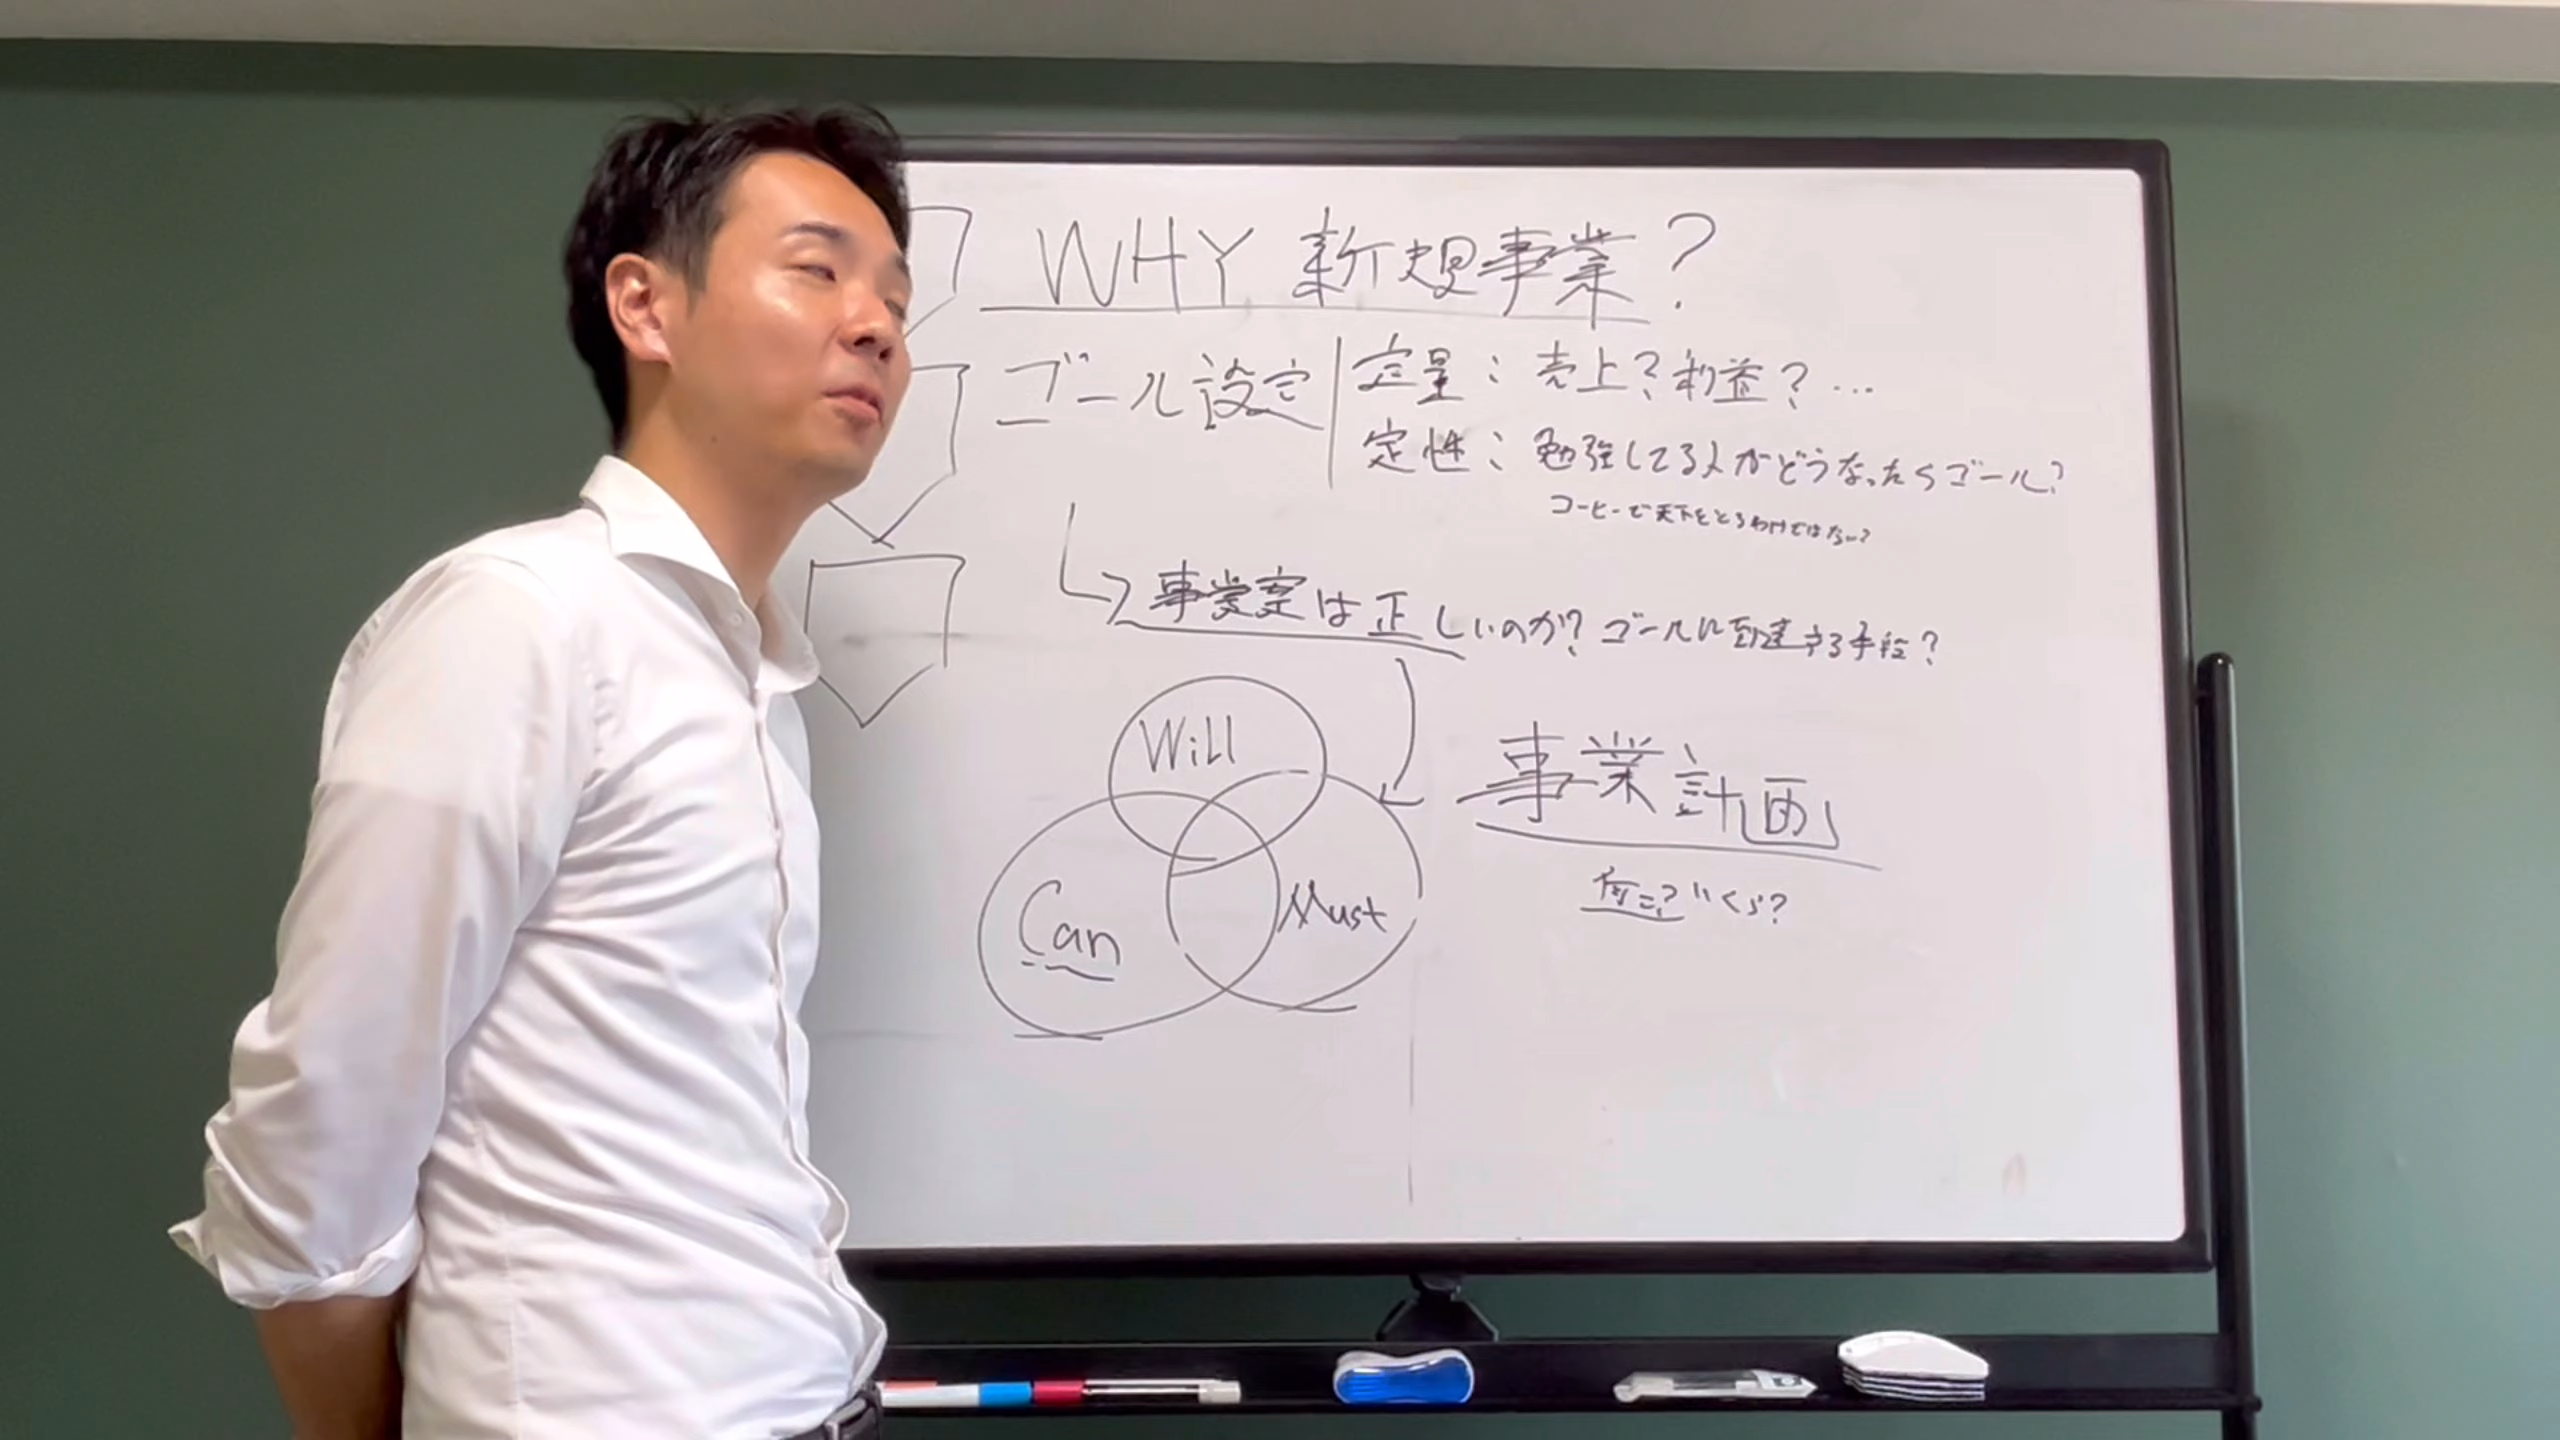 WHY 新規事業?
ゴール設定
定量: 売上?利益?...
定性: 勉強してる人がどうなったらゴール?
コーヒーで天下をとるわけではない?
事業案は正しいのか? ゴールに到達する手段?
Will
Can
Must
事業計画
何に?いくら?